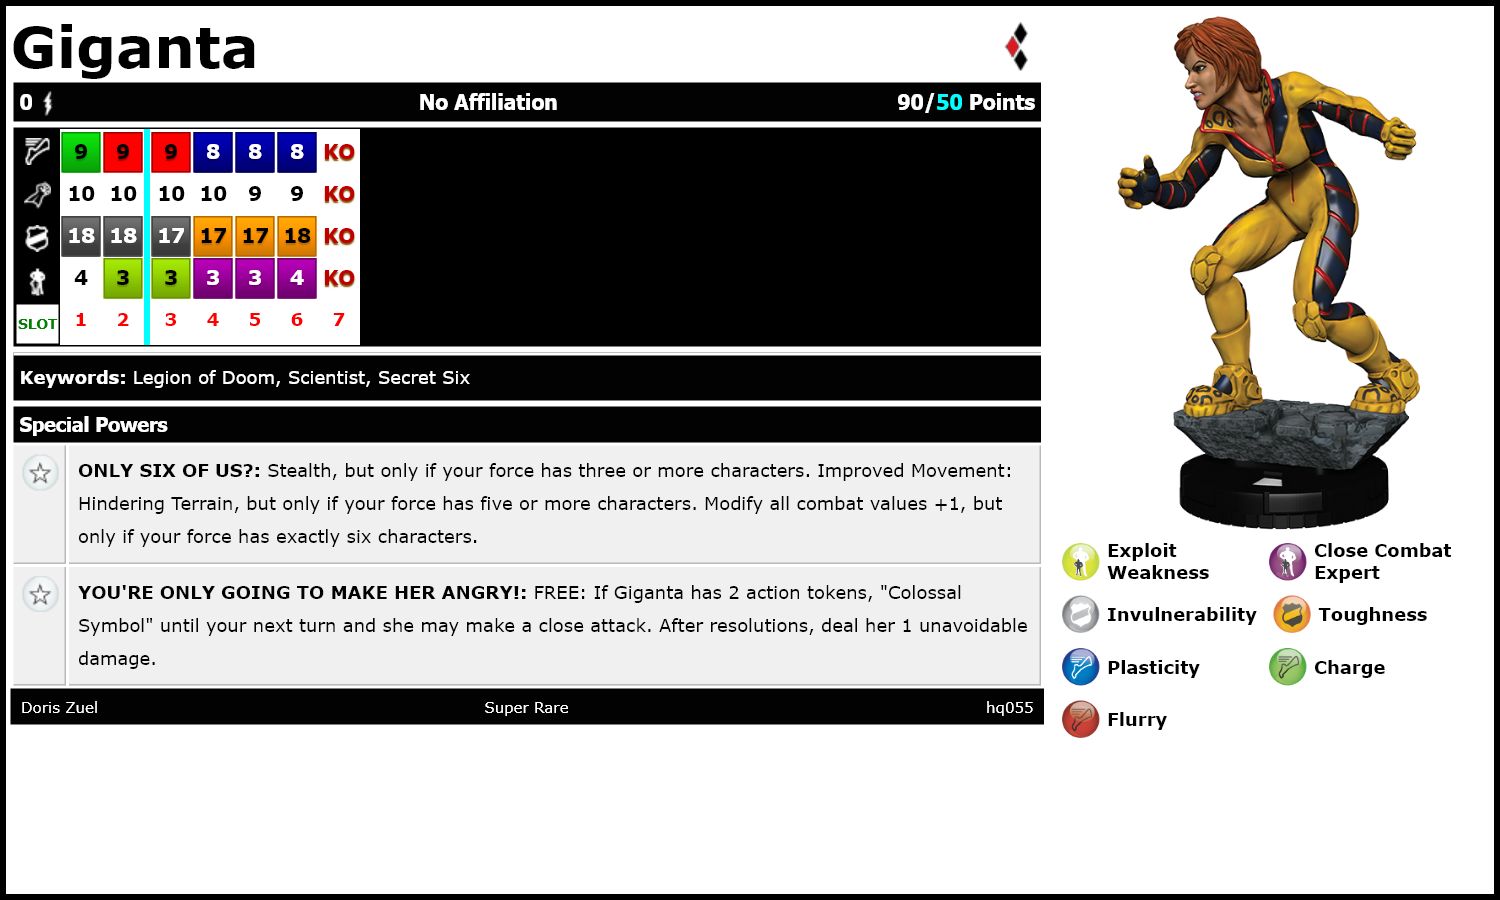 Giganta
0 No Affiliation 90/50 Points
9 9 9 8 8 8 KO
10 10 10 10 9 9 KO
18 18 17 17 17 18 KO
4 3 3 3 3 4 KO
SLOT 1 2 3 4 5 6 7
Keywords: Legion of Doom, Scientist, Secret Six
Special Powers
ONLY SIX OF US?: Stealth, but only if your force has three or more characters. Improved Movement:
Hindering Terrain, but only if your force has five or more characters. Modify all combat values +1, but
only if your force has exactly six characters.
YOU'RE ONLY GOING TO MAKE HER ANGRY!: FREE: If Giganta has 2 action tokens, "Colossal
Symbol" until your next turn and she may make a close attack. After resolutions, deal her 1 unavoidable
damage.
Doris Zuel Super Rare hq055
Exploit
Weakness
Close Combat
Expert
Invulnerability
Toughness
Plasticity
Charge
Flurry